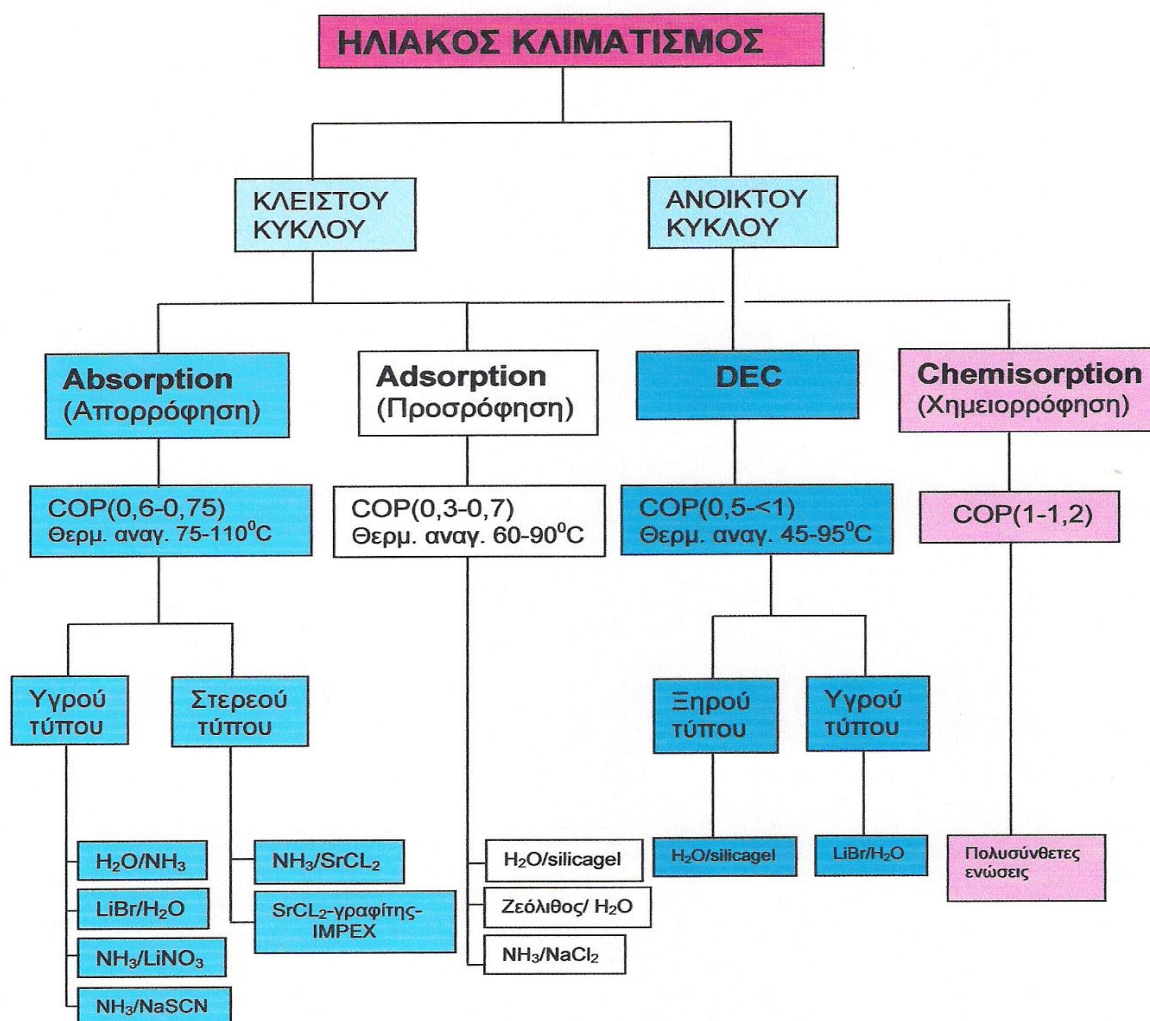 ΗΛΙΑΚΟΣ ΚΛΙΜΑΤΙΣΜΟΣ
ΚΛΕΙΣΤΟΥ
ΚΥΚΛΟΥ
ΑΝΟΙΚΤΟΥ
ΚΥΚΛΟΥ
Absorption
(Απορρόφηση)
Adsorption
(Προσρόφηση)
DEC
Chemisorption
(Χημειορρόφηση)
COP(0,6-0,75)
Θερμ. αναγ. 75-110⁰C
COP(0,3-0,7)
Θερμ. αναγ. 60-90⁰C
COP(0,5-<1)
Θερμ. αναγ. 45-95⁰C
COP(1-1,2)
Υγρού
τύπου
Στερεού
τύπου
Ξηρού
τύπου
Υγρού
τύπου
H₂O/NH₃
LiBr/H₂O
NH₃/LiNO₃
NH₃/NaSCN
NH₃/SrCL₂
SrCL₂-γραφίτης-
IMPEX
H₂O/silicagel
Ζεόλιθος/ H₂O
NH₃/NaCl₂
H₂O/silicagel
LiBr/H₂O
Πολυσύνθετες
ενώσεις